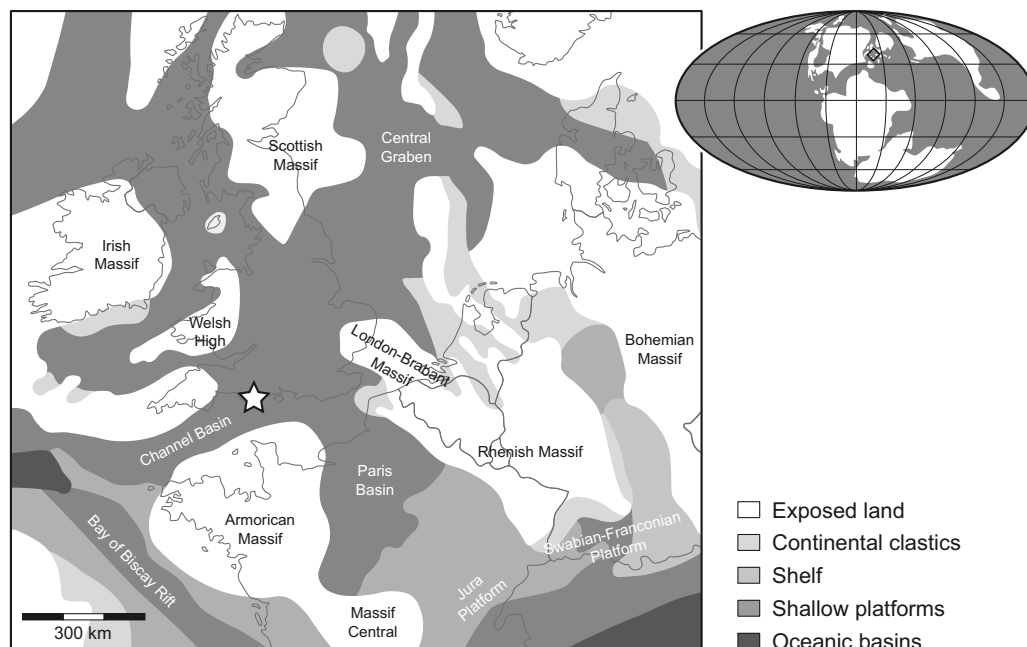 Scottish
Massif
Central
Graben
Irish
Massif
Welsh
High
London-Brabant
Massif
Bohemian
Massif
Channel Basin
Rhenish Massif
Paris
Basin
Armorican
Massif
Bay of Biscay Rift
Swabian-Franconian
Platform
Jura
Platform
Massif
Central
300 km
Exposed land
Continental clastics
Shelf
Shallow platforms
Oceanic basins